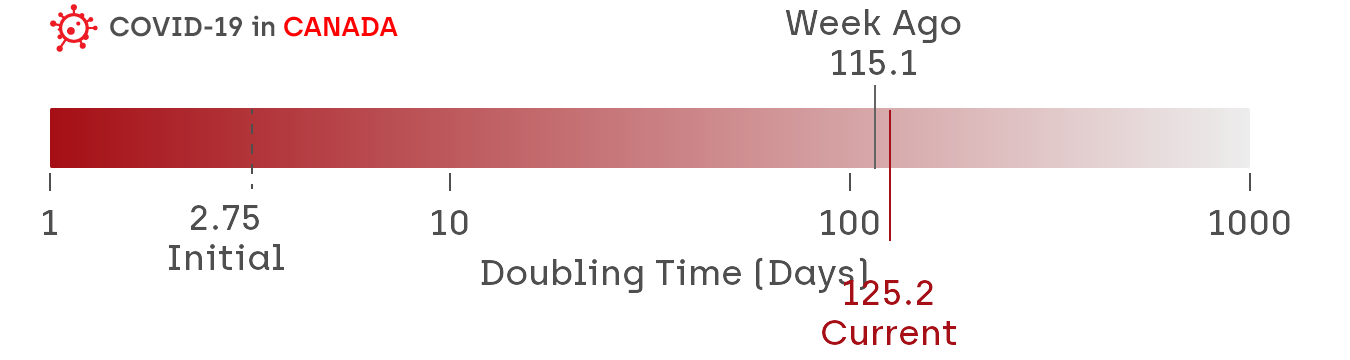 COVID-19 in CANADA
Week Ago
115.1
1
2.75
Initial
10
100
1000
Doubling Time (Days)
125.2
Current